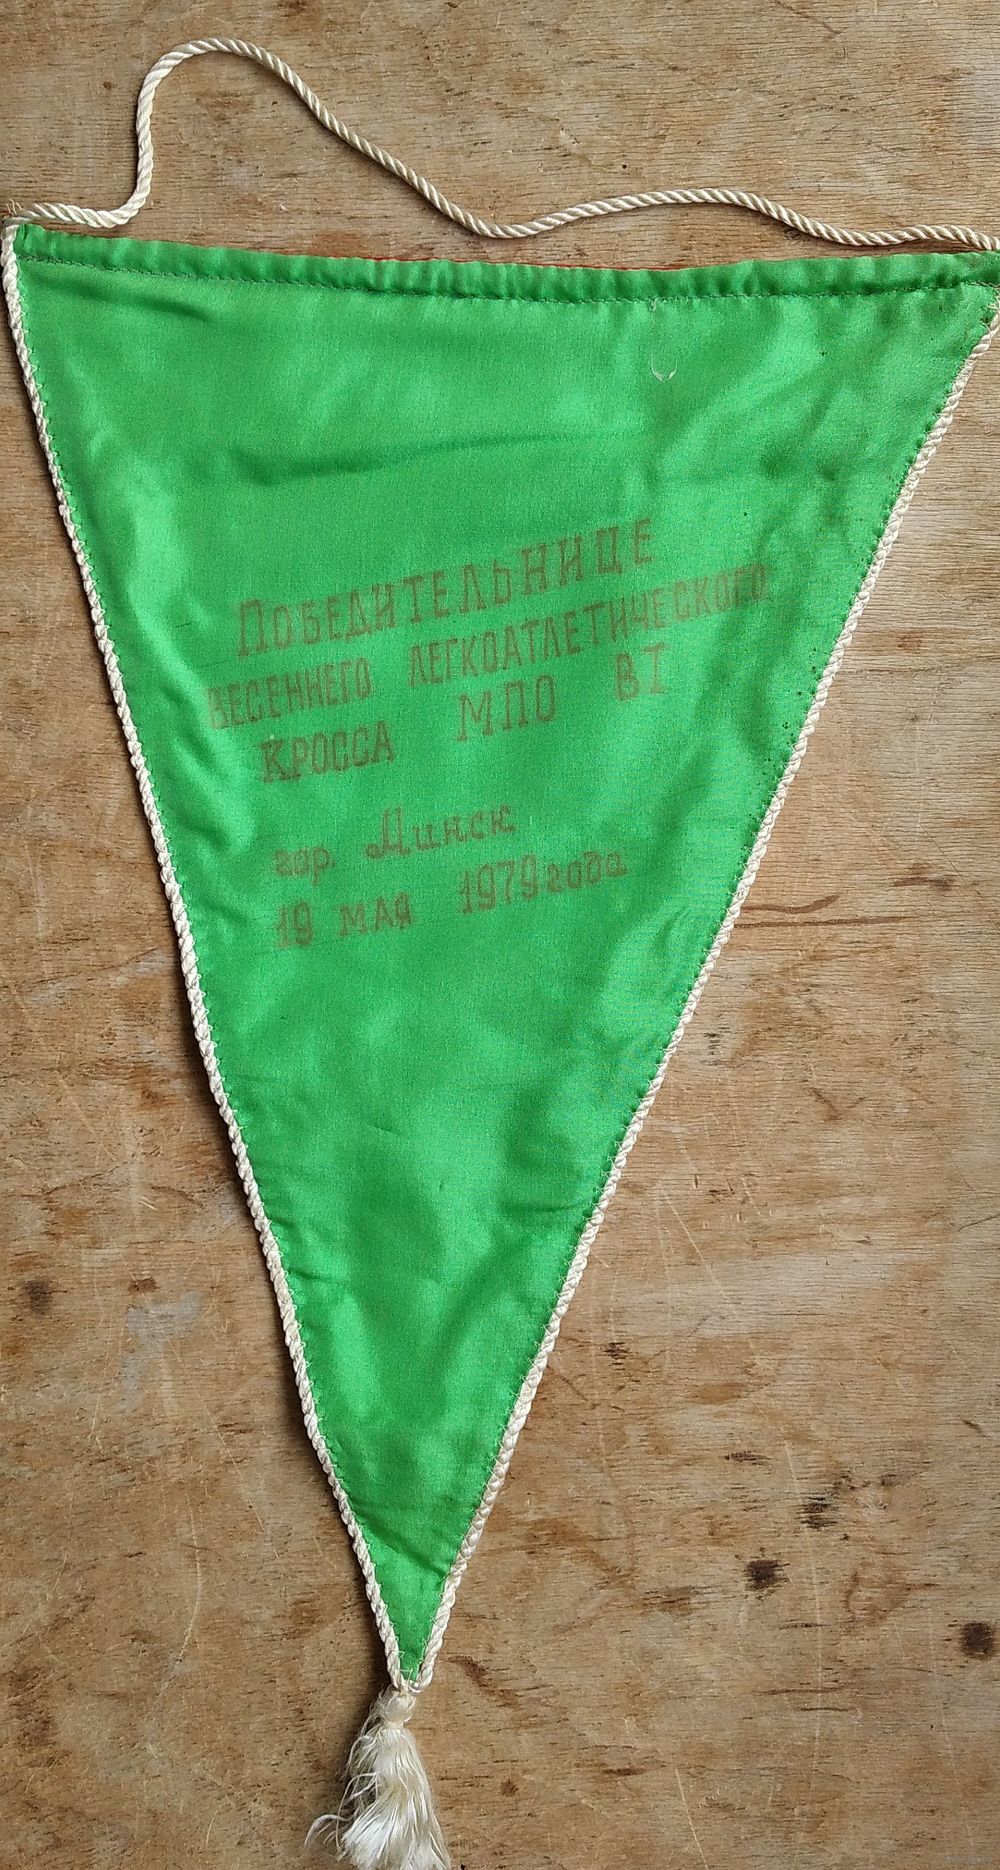 ПОБЕДИТЕЛЬНИЦЕ
ВЕСЕННЕГО ЛЕГКОАТЛЕТИЧЕСКОГО
КРОССА МПО ВТ
гор. Минск
19 МАЯ 1979 года